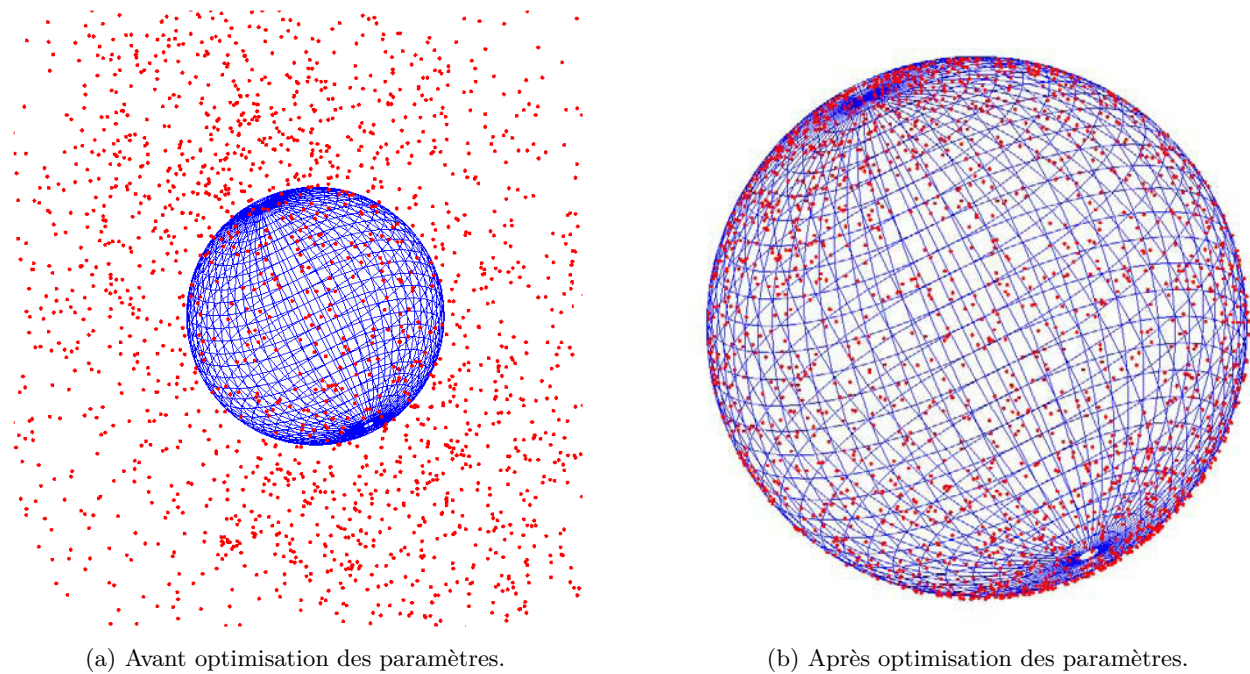 (a) Avant optimisation des paramètres.
(b) Après optimisation des paramètres.